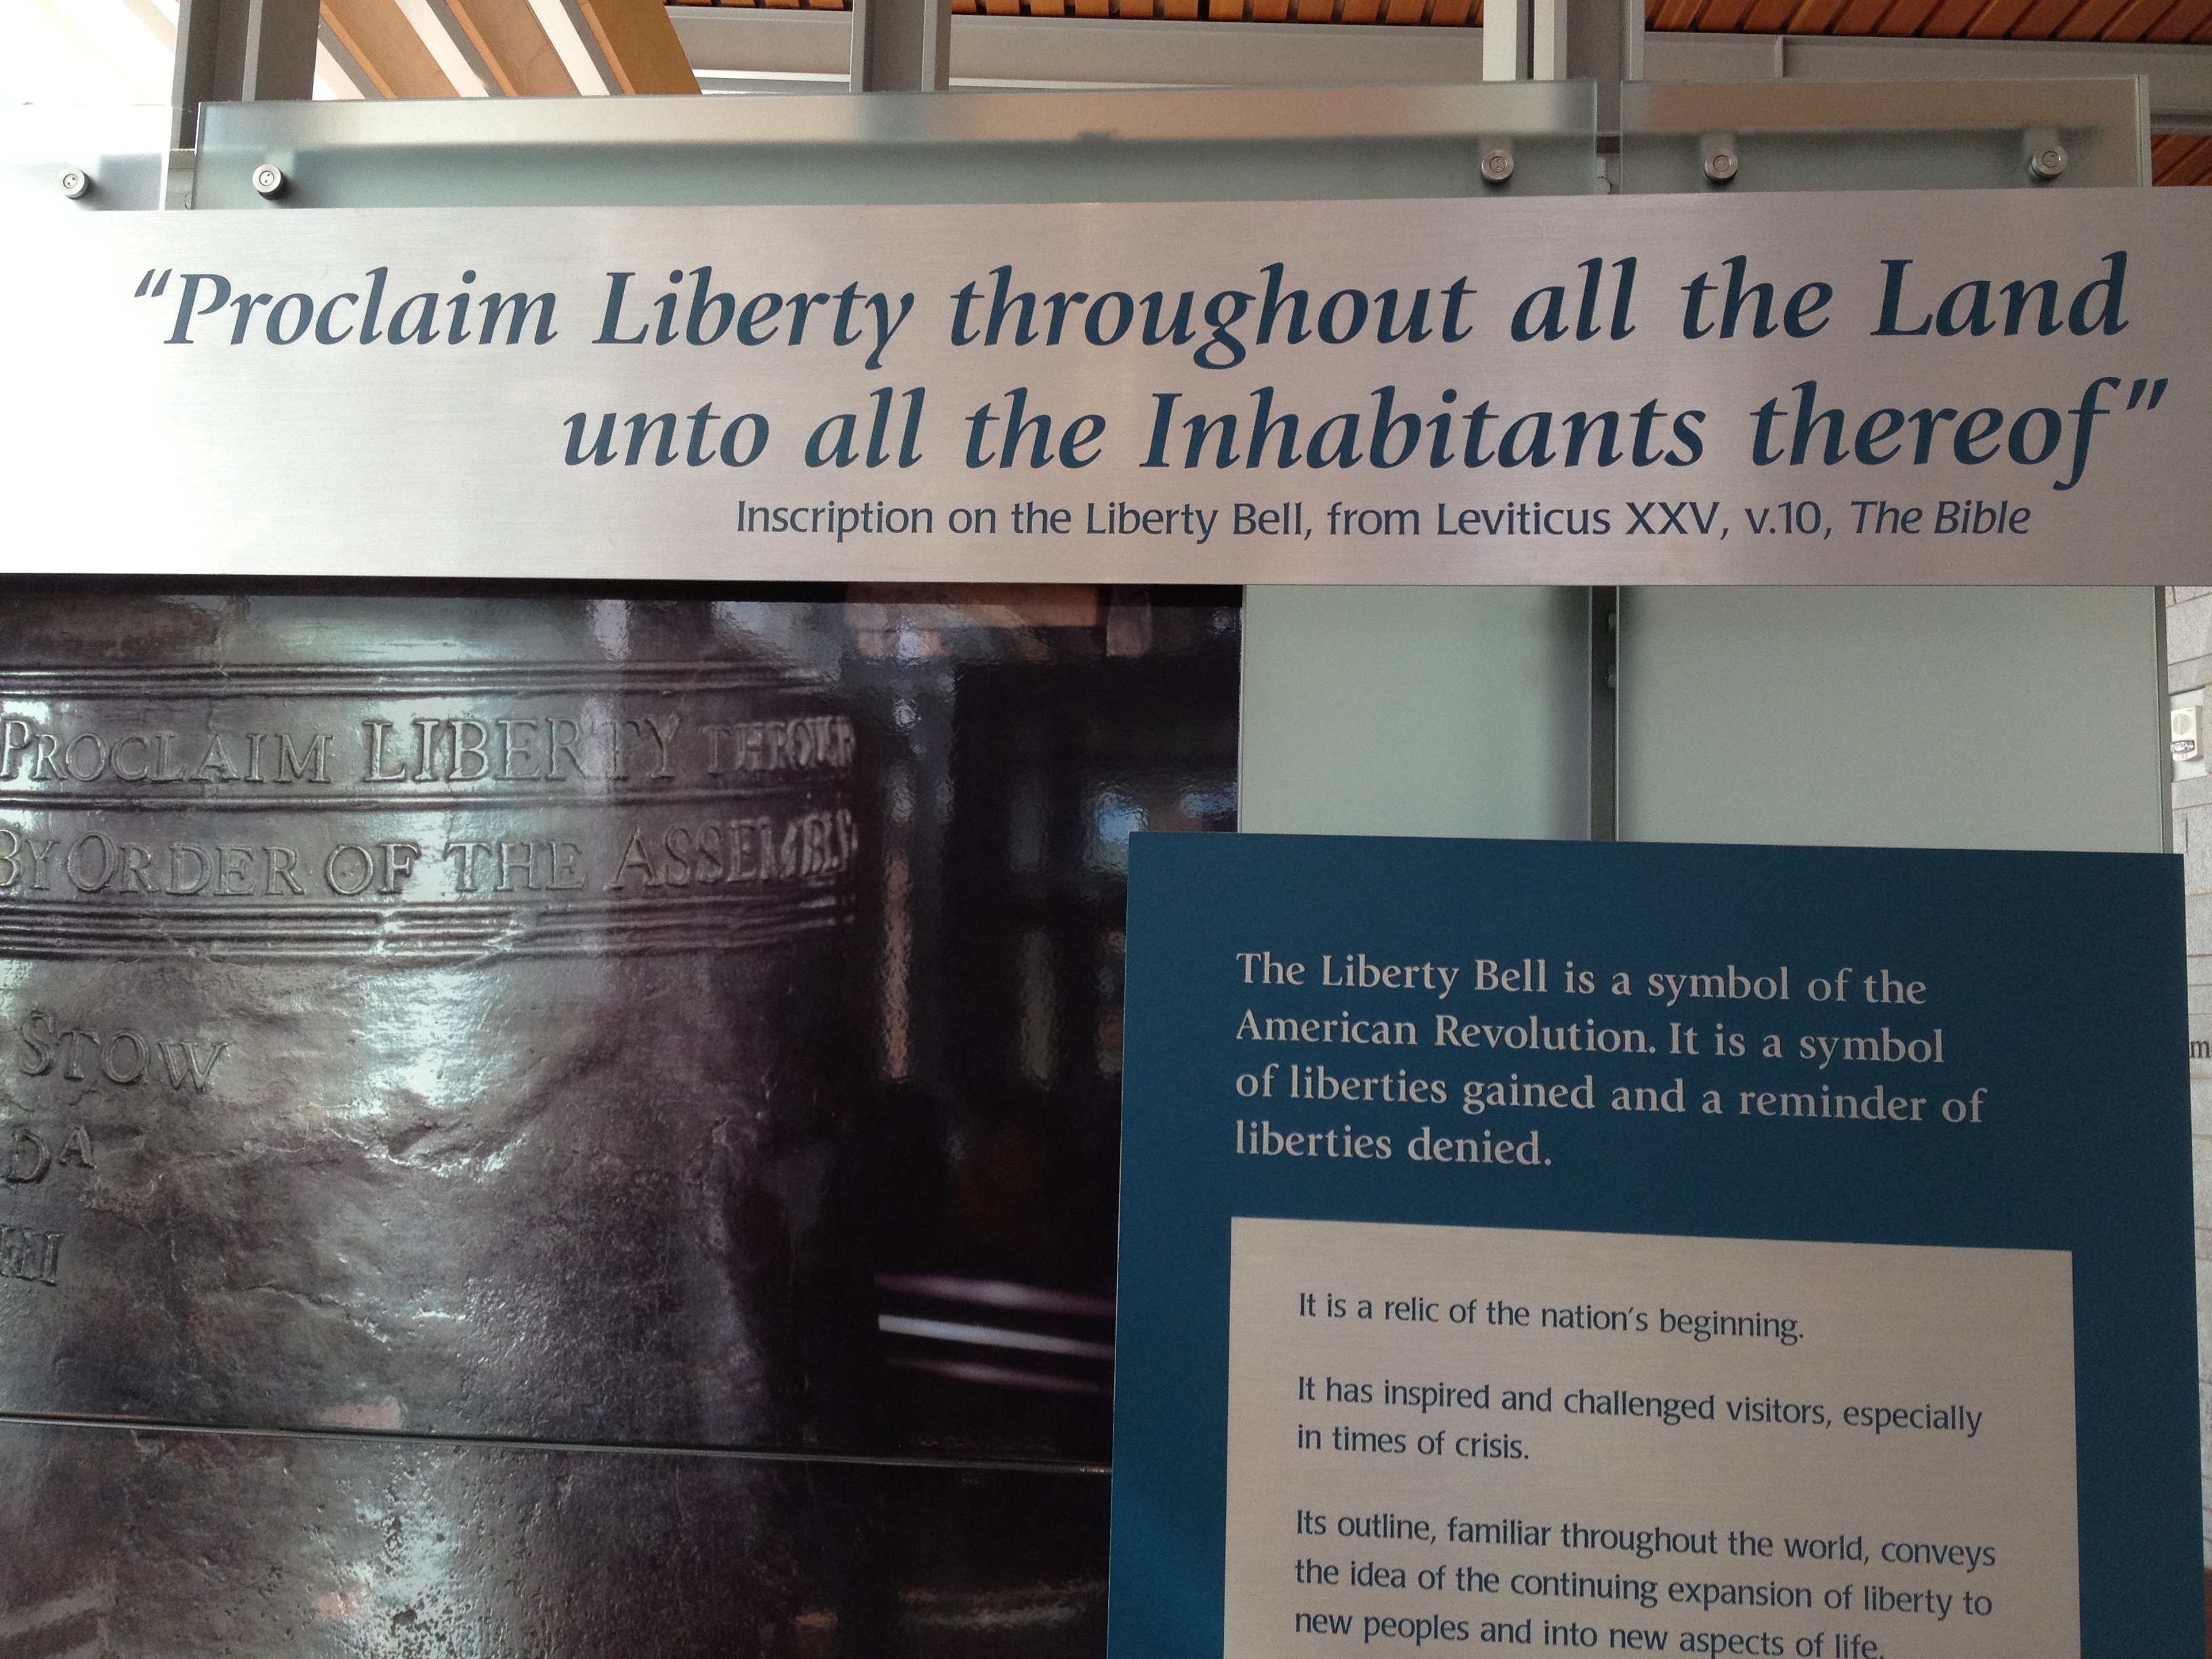 “Proclaim Liberty throughout all the Land
unto all the Inhabitants thereof”
Inscription on the Liberty Bell, from Leviticus XXV, v.10, The Bible
PROCLAIM LIBERTY THROUGH
BY ORDER OF THE ASSEMBLY
STOW
DA
The Liberty Bell is a symbol of the
American Revolution. It is a symbol
of liberties gained and a reminder of
liberties denied.
It is a relic of the nation’s beginning.
It has inspired and challenged visitors, especially
in times of crisis.
Its outline, familiar throughout the world, conveys
the idea of the continuing expansion of liberty to
new peoples and into new aspects of life.